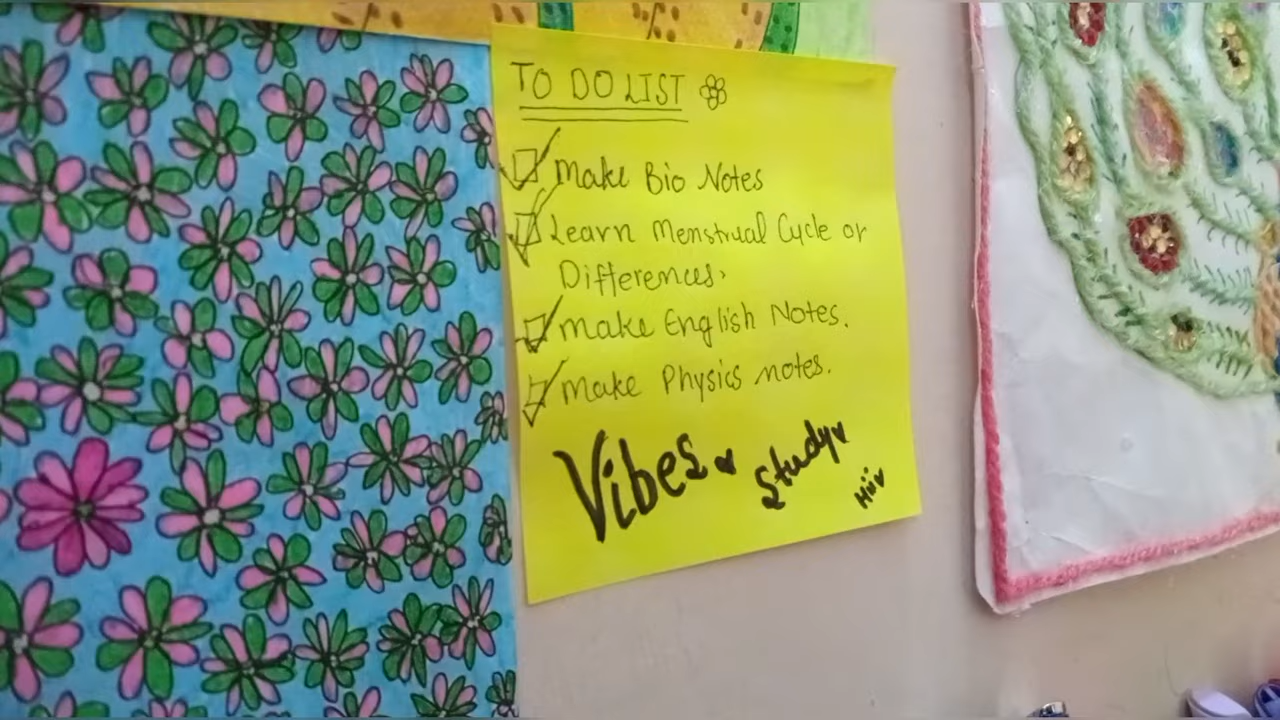 TO DO LIST
Make Bio Notes
Learn Menstrual Cycle or
Differences.
Make English Notes.
Make Physics notes.
Vibes
Study
Hii